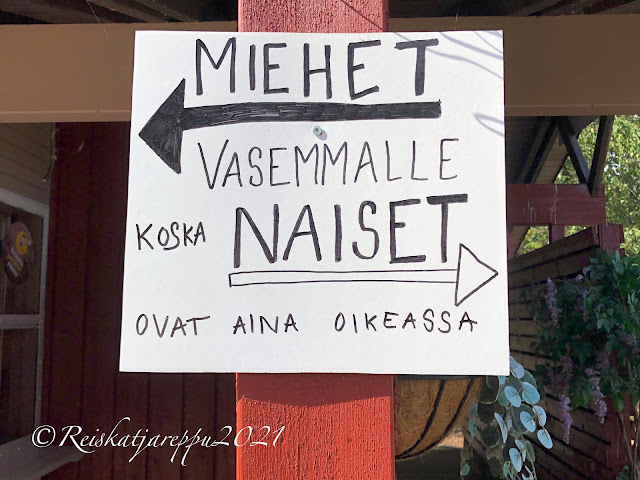 MIEHET
VASEMMALLE
KOSKA NAISET
OVAT AINA OIKEASSA
©Reiskatjareppu2021